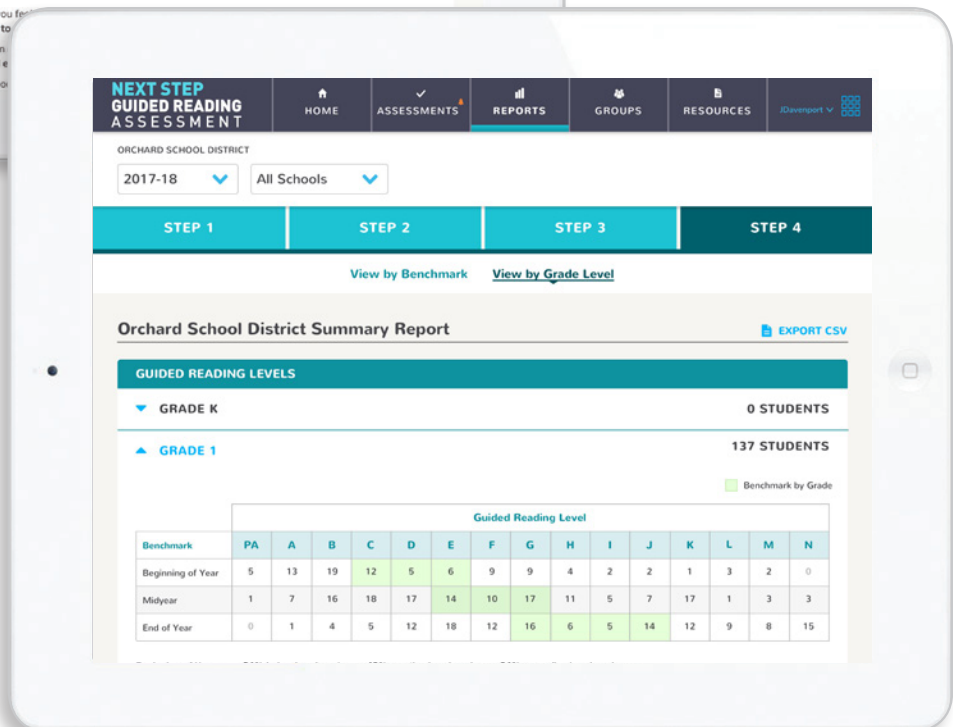 to
NEXT STEP
GUIDED READING
ASSESSMENT
HOME
ASSESSMENTS
REPORTS
GROUPS
RESOURCES
JDavenport
ORCHARD SCHOOL DISTRICT
2017-18 All Schools
STEP 1 STEP 2 STEP 3 STEP 4
View by Benchmark View by Grade Level
Orchard School District Summary Report EXPORT CSV
GUIDED READING LEVELS
GRADE K 0 STUDENTS
GRADE 1 137 STUDENTS
Benchmark by Grade
Guided Reading Level
Benchmark PA A B C D E F G H I J K L M N
Beginning of Year 5 13 19 12 5 6 9 9 4 2 2 1 3 2 0
Midyear 1 7 16 18 17 14 10 17 11 5 7 17 1 3 3
End of Year 0 1 4 5 12 18 12 16 6 5 14 12 9 8 15